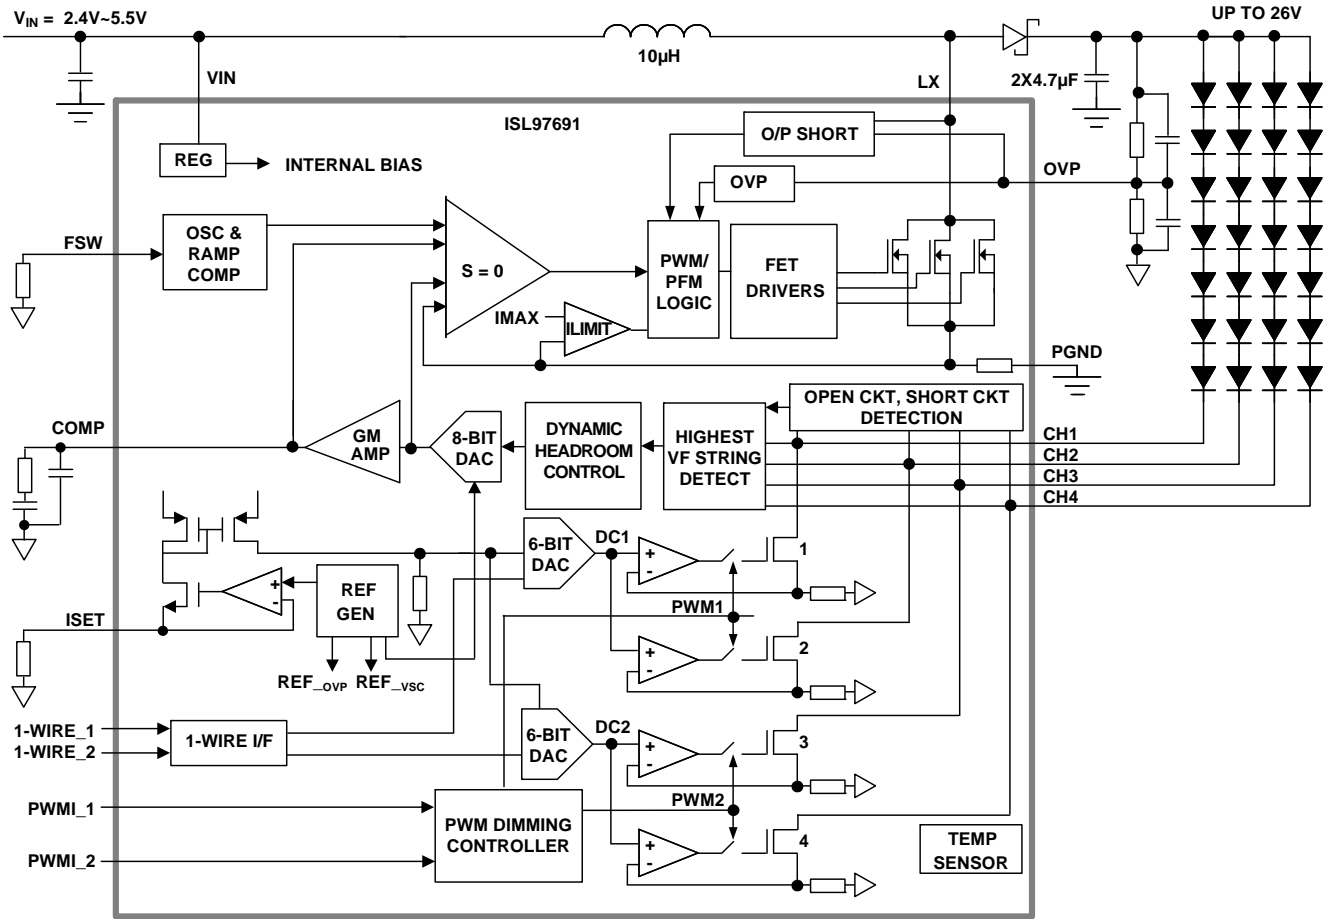 V_IN = 2.4V~5.5V
UP TO 26V
10µH
VIN
LX
2X4.7µF
ISL97691
O/P SHORT
REG
INTERNAL BIAS
OVP
OVP
FSW
OSC &
RAMP
COMP
S = 0
PWM/
PFM
LOGIC
FET
DRIVERS
IMAX
ILIMIT
PGND
OPEN CKT, SHORT CKT
DETECTION
COMP
GM
AMP
8-BIT
DAC
DYNAMIC
HEADROOM
CONTROL
HIGHEST
VF STRING
DETECT
CH1
CH2
CH3
CH4
6-BIT
DAC
DC1
+
-
1
+
-
REF
GEN
ISET
PWM1
+
-
2
REF_OVP
REF_VSC
1-WIRE_1
1-WIRE_2
1-WIRE I/F
6-BIT
DAC
DC2
+
-
3
PWMI_1
PWMI_2
PWM DIMMING
CONTROLLER
PWM2
+
-
4
TEMP
SENSOR